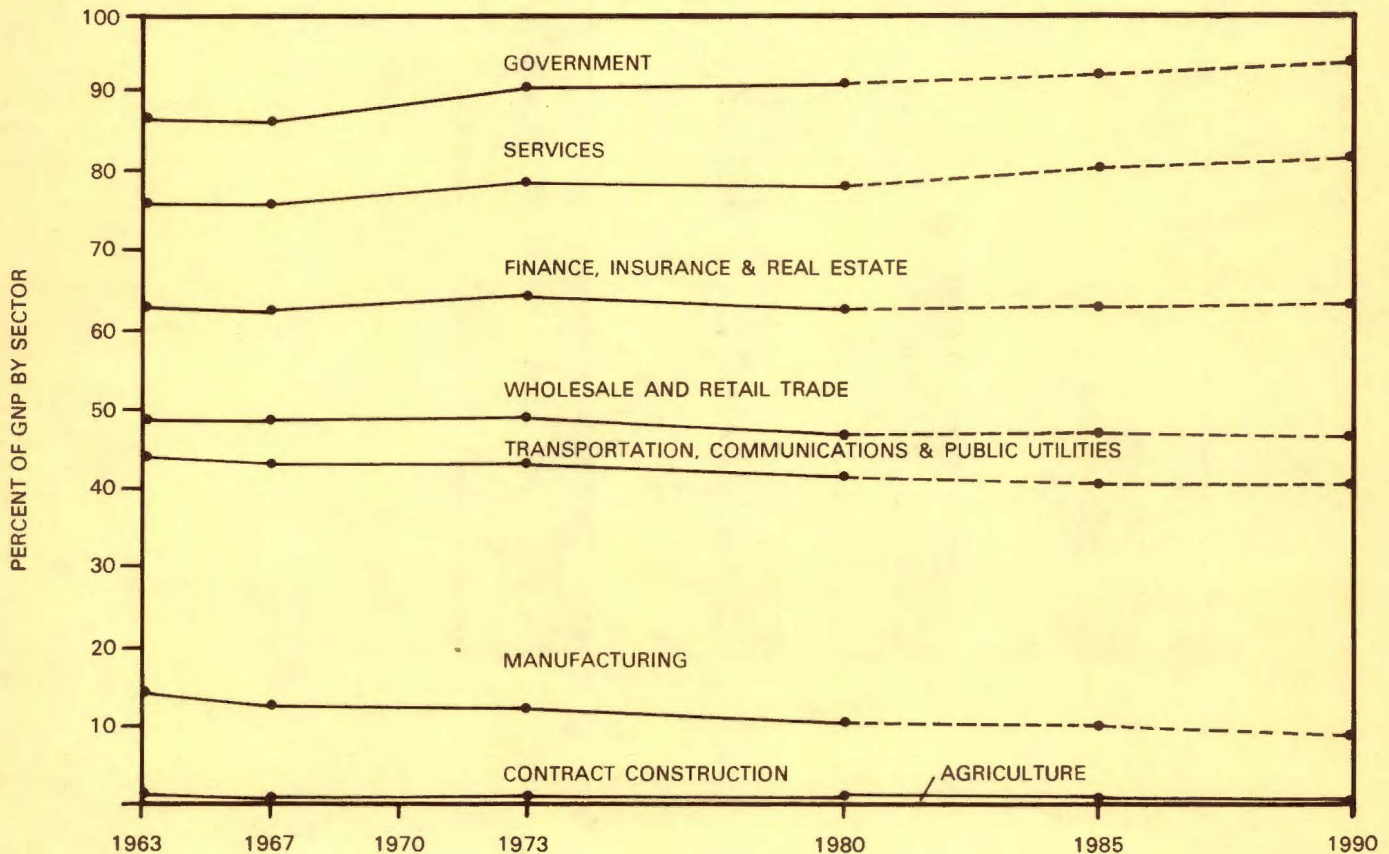 100
90
80
70
60
50
40
30
20
10
PERCENT OF GNP BY SECTOR
GOVERNMENT
SERVICES
FINANCE, INSURANCE & REAL ESTATE
WHOLESALE AND RETAIL TRADE
TRANSPORTATION, COMMUNICATIONS & PUBLIC UTILITIES
MANUFACTURING
CONTRACT CONSTRUCTION
AGRICULTURE
1963 1967 1970 1973 1980 1985 1990